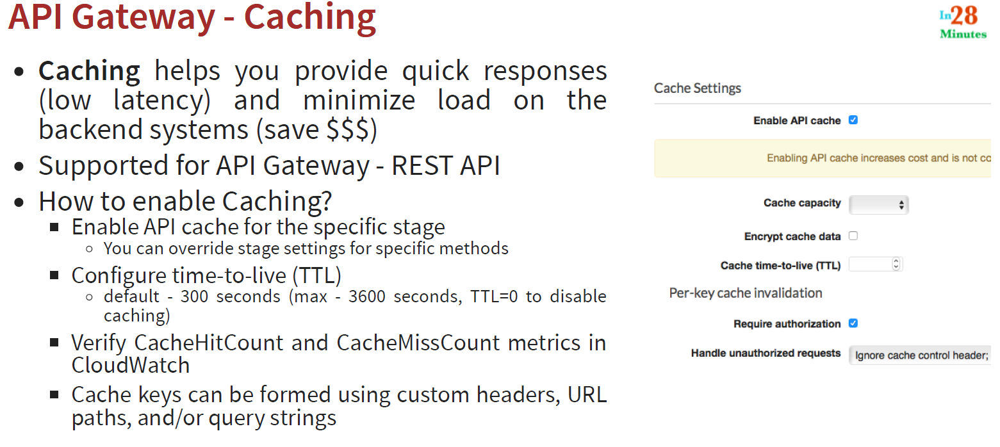 API Gateway - Caching
In28
Minutes
• Caching helps you provide quick responses
(low latency) and minimize load on the
backend systems (save $$$)
• Supported for API Gateway - REST API
• How to enable Caching?
▪ Enable API cache for the specific stage
○ You can override stage settings for specific methods
▪ Configure time-to-live (TTL)
○ default - 300 seconds (max - 3600 seconds, TTL=0 to disable
caching)
▪ Verify CacheHitCount and CacheMissCount metrics in
CloudWatch
▪ Cache keys can be formed using custom headers, URL
paths, and/or query strings
Cache Settings
Enable API cache
Enabling API cache increases cost and is not co
Cache capacity
Encrypt cache data
Cache time-to-live (TTL)
Per-key cache invalidation
Require authorization
Handle unauthorized requests Ignore cache control header;